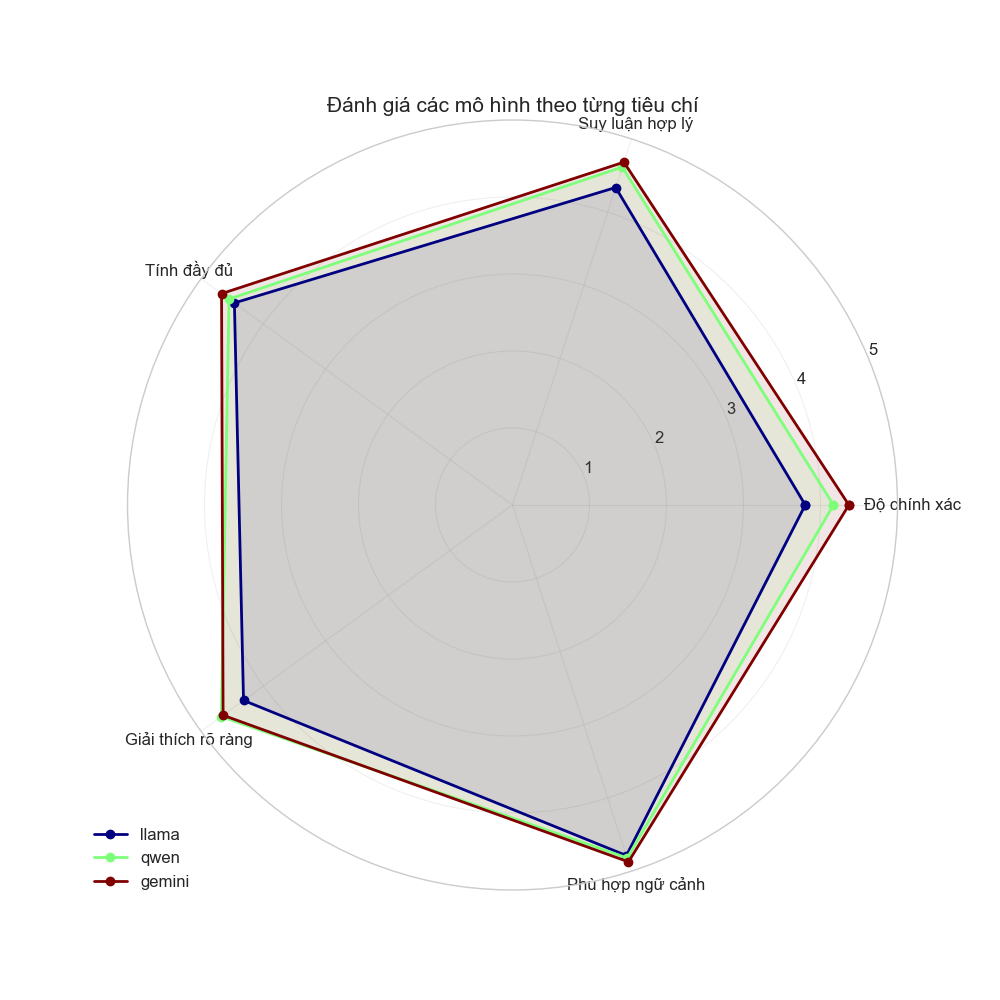 Đánh giá các mô hình theo từng tiêu chí
Suy luận hợp lý
Tính đầy đủ
5
4
3
2
1
Độ chính xác
Giải thích rõ ràng
Phù hợp ngữ cảnh
llama
qwen
gemini